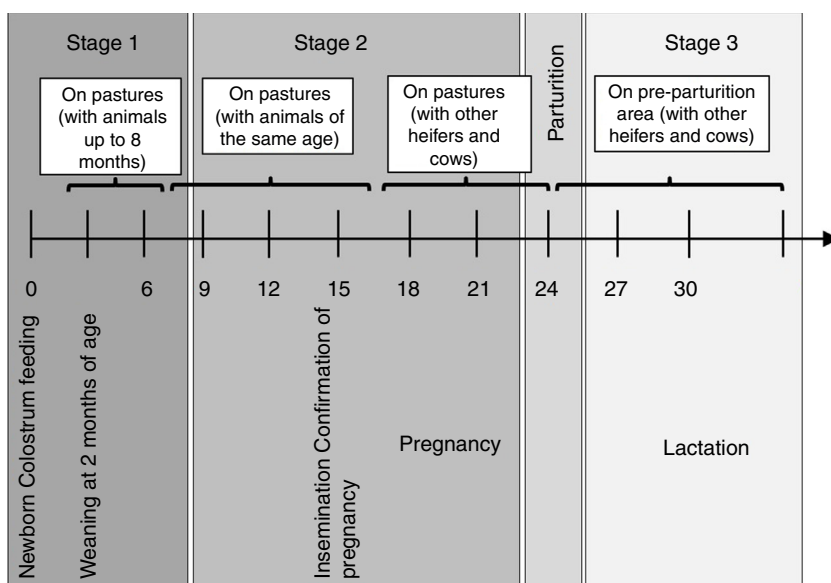 Stage 1
Stage 2
Parturition
Stage 3
On pastures
(with animals
up to 8
months)
On pastures
(with animals of
the same age)
On pastures
(with other
heifers and
cows)
On pre-parturition
area (with other
heifers and cows)
0
6
9
12
15
18
21
24
27
30
Newborn Colostrum feeding
Weaning at 2 months of age
Insemination Confirmation of
pregnancy
Pregnancy
Lactation